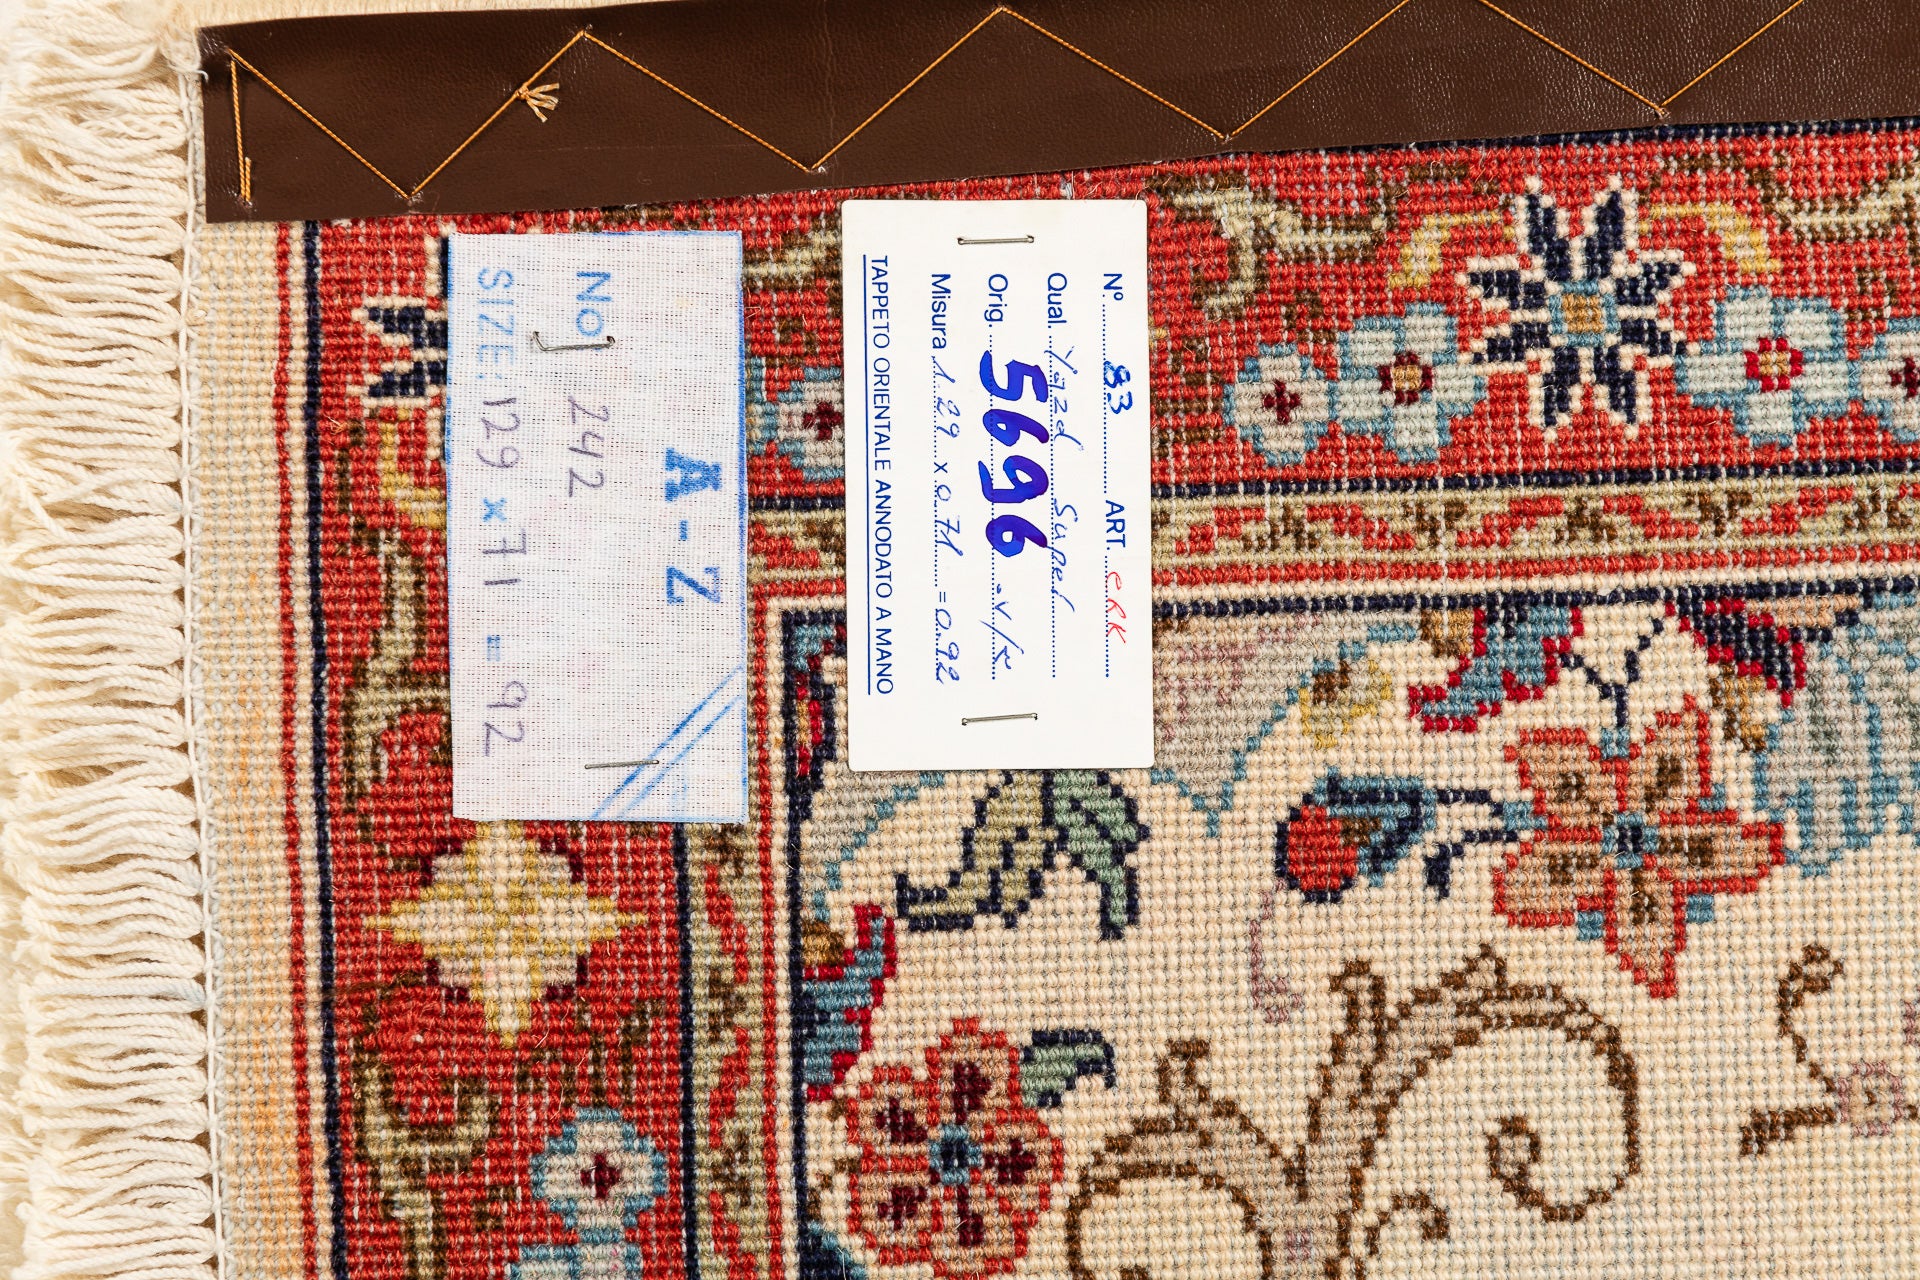 A-Z
NO 242
SIZE: 129 x 71 = 92
Nº 83 ART.
Qual. Yazd Super
Orig. 5696
Misura 1.29 x 0.71 = 0.92
TAPPETO ORIENTALE ANNODATO A MANO